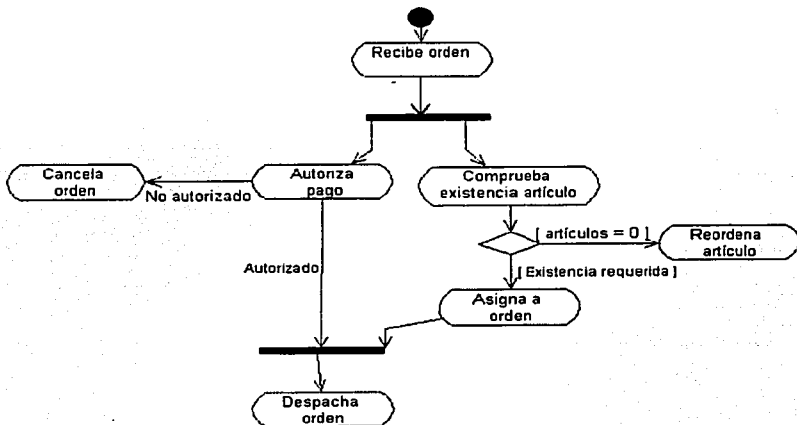 Recibe orden
Cancela
orden
No autorizado
Autoriza
pago
Comprueba
existencia artículo
[ artículos = 0 ]
Reordena
artículo
Autorizado
[ Existencia requerida ]
Asigna a
orden
Despacha
orden